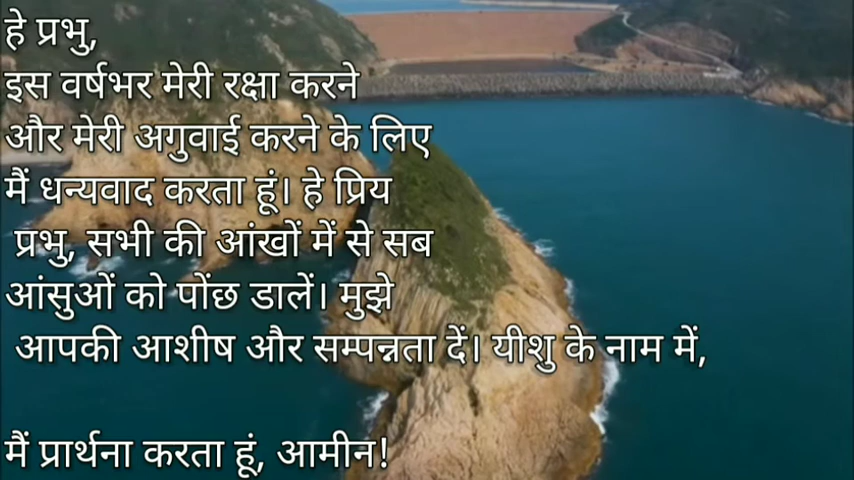 हे प्रभु,
इस वर्षभर मेरी रक्षा करने
और मेरी अगुवाई करने के लिए
मैं धन्यवाद करता हूं। हे प्रिय
प्रभु, सभी की आंखों में से सब
आंसुओं को पोंछ डालें। मुझे
आपकी आशीष और सम्पन्नता दें। यीशु के नाम में,
मैं प्रार्थना करता हूं, आमीन!